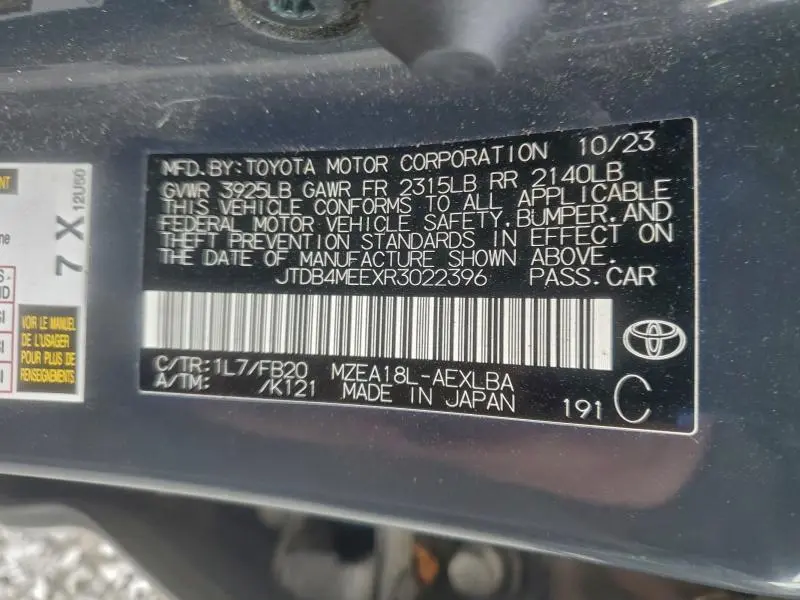 MFD.BY:TOYOTA MOTOR CORPORATION 10/23
GVWR 3925LB GAWR FR 2315LB RR 2140LB
THIS VEHICLE CONFORMS TO ALL APPLICABLE
FEDERAL MOTOR VEHICLE SAFETY,BUMPER,AND
THEFT PREVENTION STANDARDS IN EFFECT ON
THE DATE OF MANUFACTURE SHOWN ABOVE.
JTDB4MEEXR3022396 PASS.CAR
C/TR:1L7/FB20 MZEA18L-AEXLBA
A/TM: /K121 MADE IN JAPAN
191 C
7 X
12U50
VOIR LE MANUEL
DE L'USAGER
POUR PLUS DE
RENSEIGNEMENTS